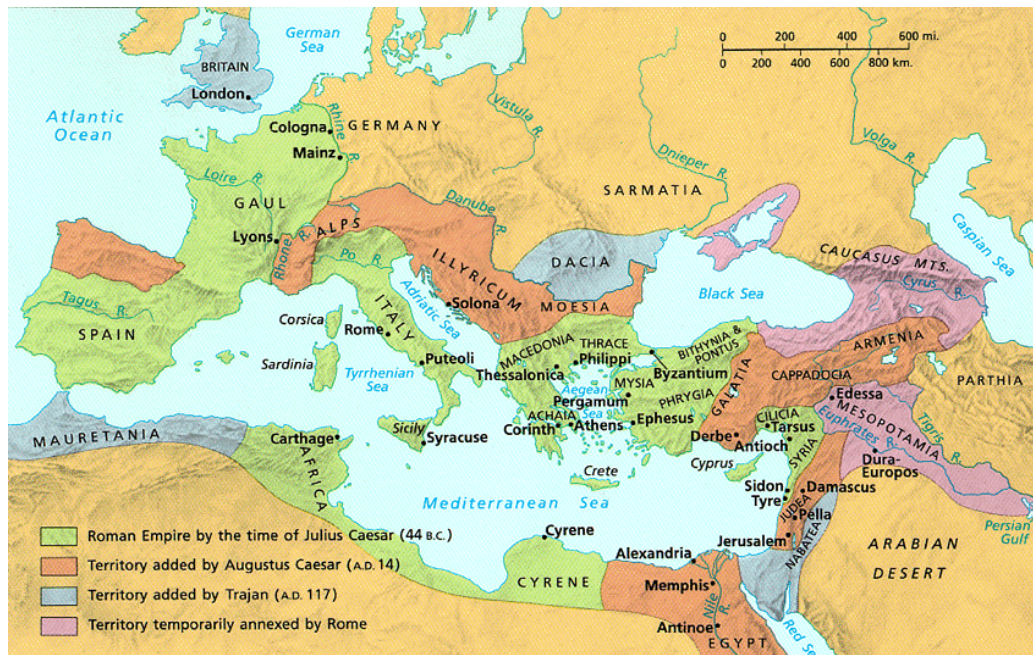 German
Sea
0 200 400 600 mi.
0 200 400 600 800 km.
BRITAIN
London
Atlantic
Ocean
Cologna
Rhine R.
GERMANY
Mainz
Vistula R.
Dnieper R.
Volga R.
Loire R.
GAUL
SARMATIA
Danube R.
Lyons
Rhone R.
ALPS
Po R.
ILLYRICUM
DACIA
MOESIA
CAUCASUS MTS.
Caspian Sea
Cyrus R.
Black Sea
Tagus R.
SPAIN
Corsica
ITALY
Adriatic Sea
Solona
Rome
Sardinia
Puteoli
Tyrrhenian
Sea
MACEDONIA
THRACE
Philippi
Thessalonica
BITHYNIA &
PONTUS
Byzantium
ARMENIA
CAPPADOCIA
PARTHIA
MYSIA
Aegean
Sea
Pergamum
PHRYGIA
GALATIA
Edessa
MESOPOTAMIA
Tigris R.
Euphrates R.
ACHAIA
Corinth
Athens
Ephesus
CILICIA
Tarsus
Derbe
Antioch
SYRIA
Dura-
Europos
MAURETANIA
Carthage
AFRICA
Sicily
Syracuse
Crete
Cyprus
Sidon
Tyre
Damascus
JUDEA
Pella
Persian
Gulf
Mediterranean Sea
Cyrene
Alexandria
Jerusalem
NABATEA
ARABIAN
DESERT
CYRENE
Memphis
Nile R.
Antinoe
EGYPT
Red Se
Roman Empire by the time of Julius Caesar (44 B.C.)
Territory added by Augustus Caesar (A.D. 14)
Territory added by Trajan (A.D. 117)
Territory temporarily annexed by Rome